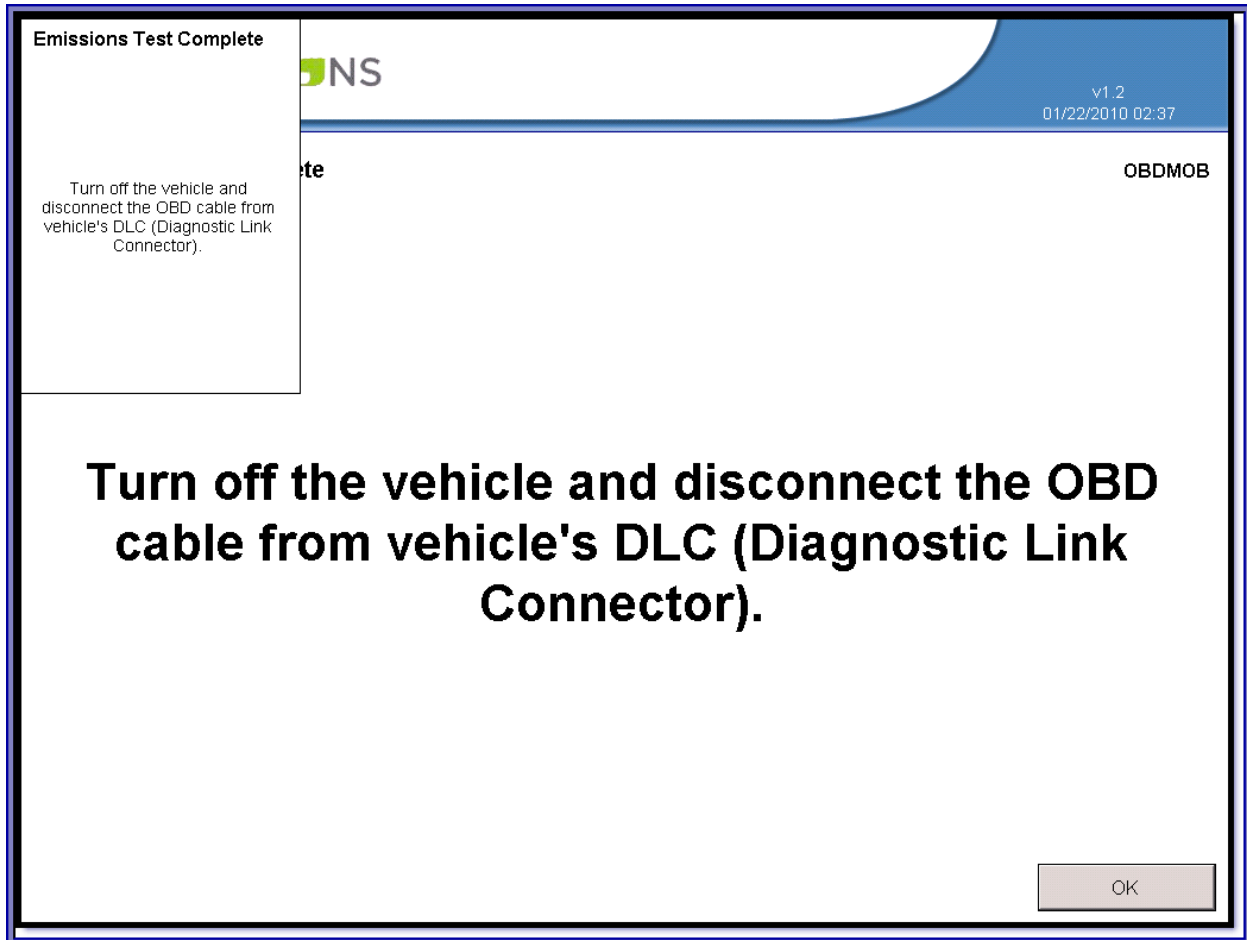 Emissions Test Complete
NS
v1.2
01/22/2010 02:37
Turn off the vehicle and
disconnect the OBD cable from
vehicle's DLC (Diagnostic Link
Connector).
ete
OBDMOB
Turn off the vehicle and disconnect the OBD
cable from vehicle's DLC (Diagnostic Link
Connector).
OK